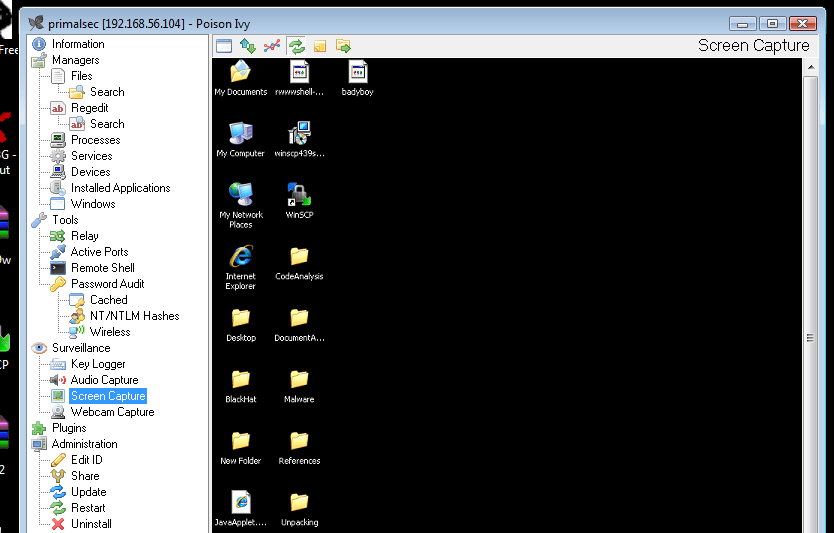 Free
G -
ut
0w
CP
2
primalsec [192.168.56.104] - Poison Ivy
Information
Managers
Files
Search
Regedit
Search
Processes
Services
Devices
Installed Applications
Windows
Tools
Relay
Active Ports
Remote Shell
Password Audit
Cached
NT/NTLM Hashes
Wireless
Surveillance
Key Logger
Audio Capture
Screen Capture
Webcam Capture
Plugins
Administration
Edit ID
Share
Update
Restart
Uninstall
Screen Capture
My Documents
rwwwshell-...
badyboy
My Computer
winscp439s...
My Network
Places
WinSCP
Internet
Explorer
CodeAnalysis
Desktop
DocumentA...
BlackHat
Malware
New Folder
References
JavaApplet....
Unpacking